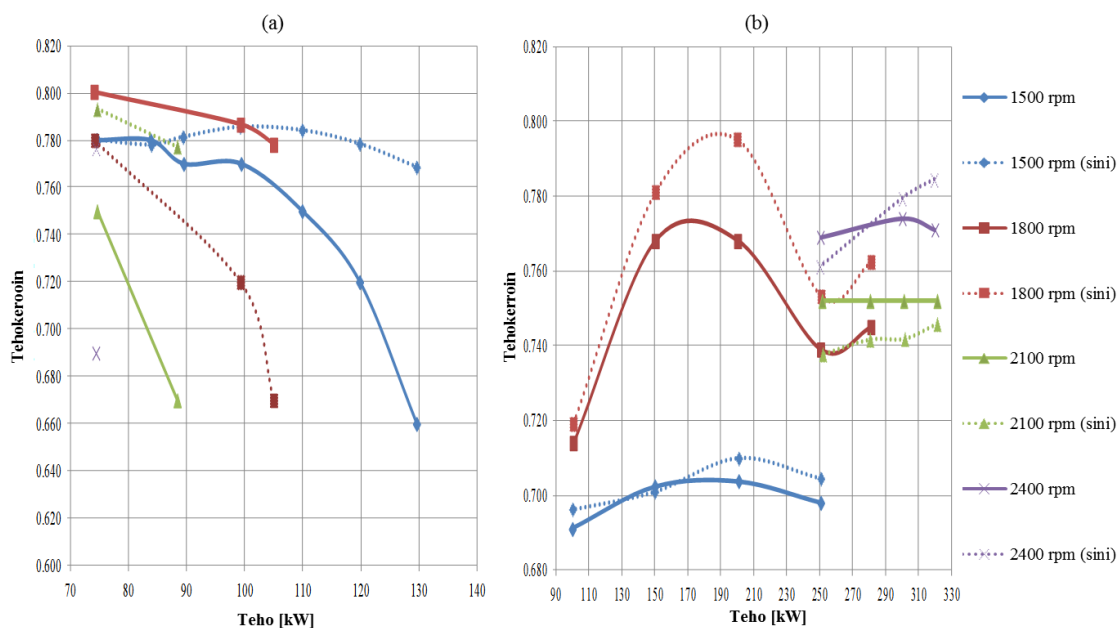 (a)
Tehokerrooin
0.820
0.800
0.780
0.760
0.740
0.720
0.700
0.680
0.660
0.640
0.620
0.600
70 80 90 100 110 120 130 140
Teho [kW]
(b)
Tehokerroin
0.820
0.800
0.780
0.760
0.740
0.720
0.700
0.680
90 110 130 150 170 190 210 230 250 270 290 310 330
Teho [kW]
1500 rpm
1500 rpm (sini)
1800 rpm
1800 rpm (sini)
2100 rpm
2100 rpm (sini)
2400 rpm
2400 rpm (sini)